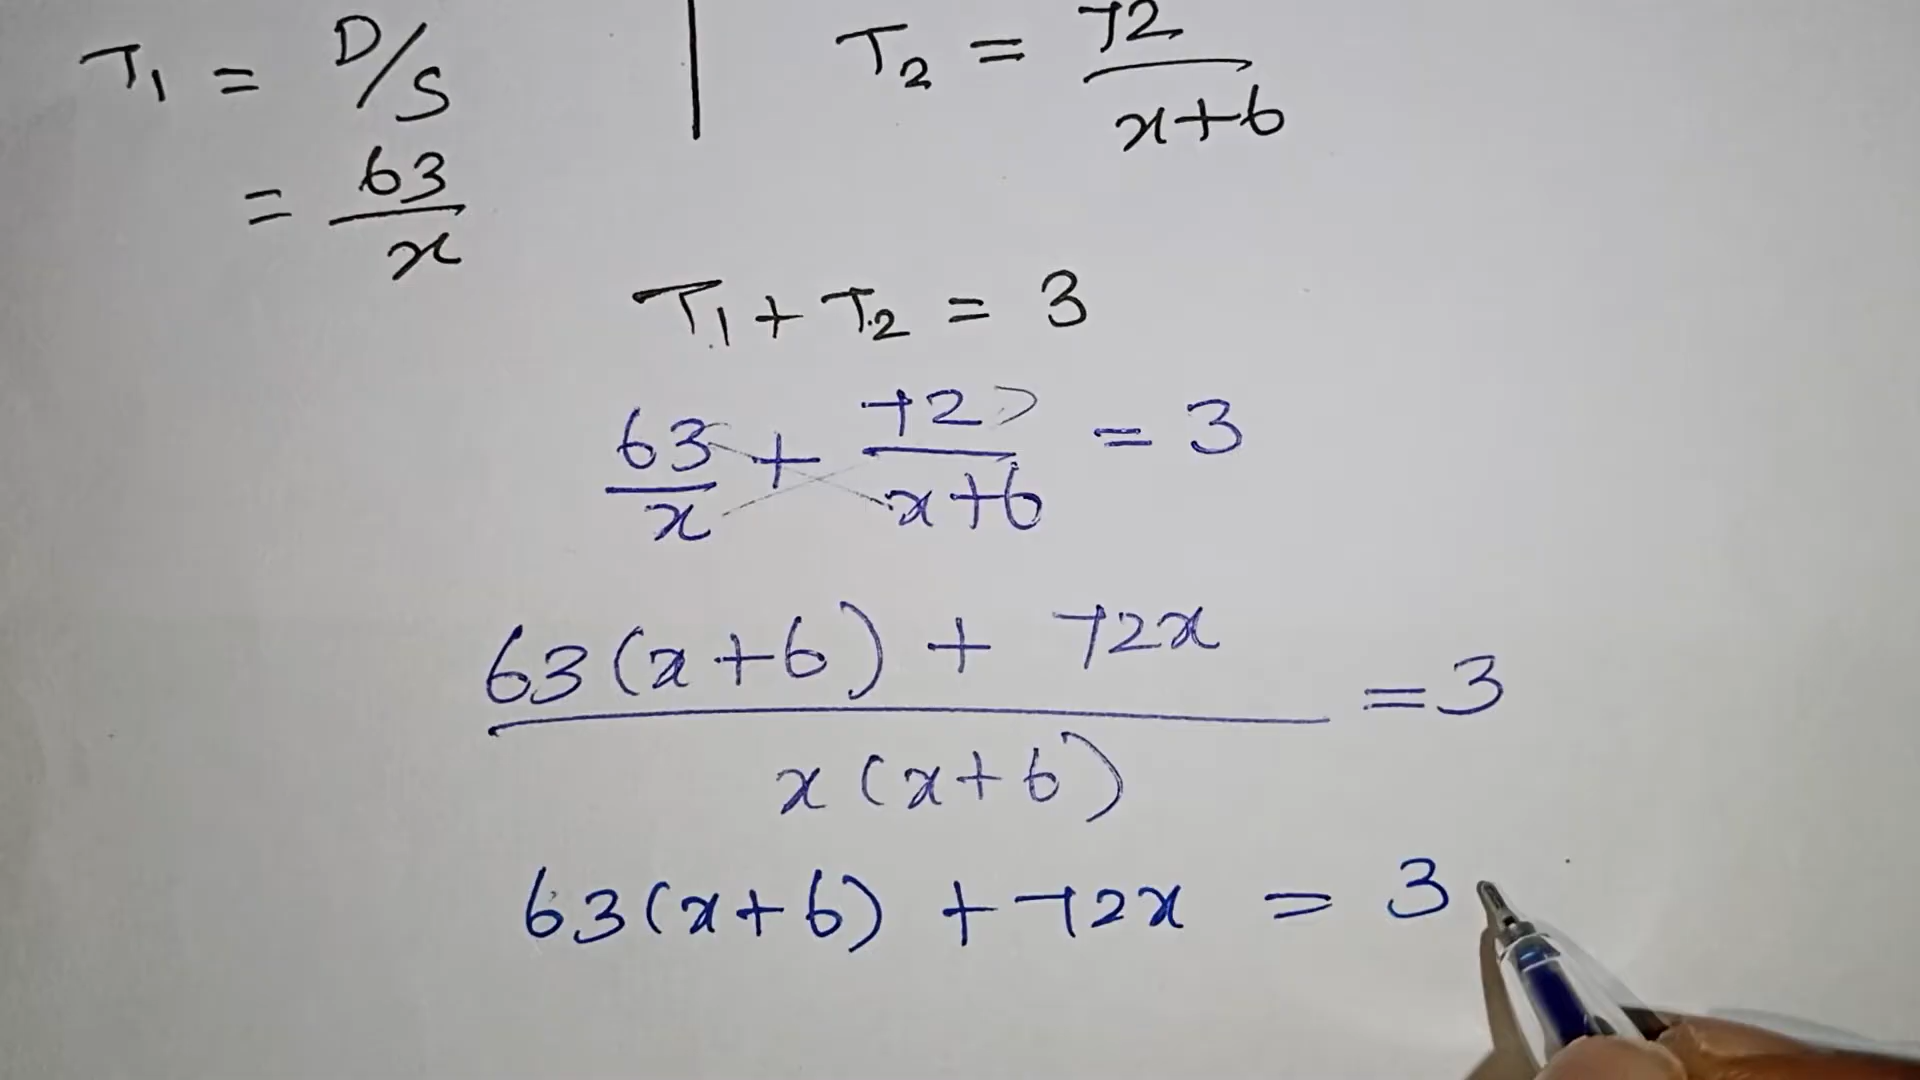 T₁ = D/S
= 63/x
T₂ = 72/(x+6)
T₁ + T₂ = 3
63/x + 72/(x+6) = 3
(63(x+6) + 72x)/(x(x+6)) = 3
63(x+6) + 72x = 3